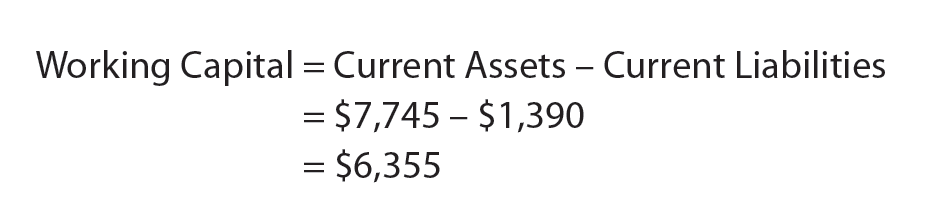 Working Capital = Current Assets – Current Liabilities
= $7,745 – $1,390
= $6,355